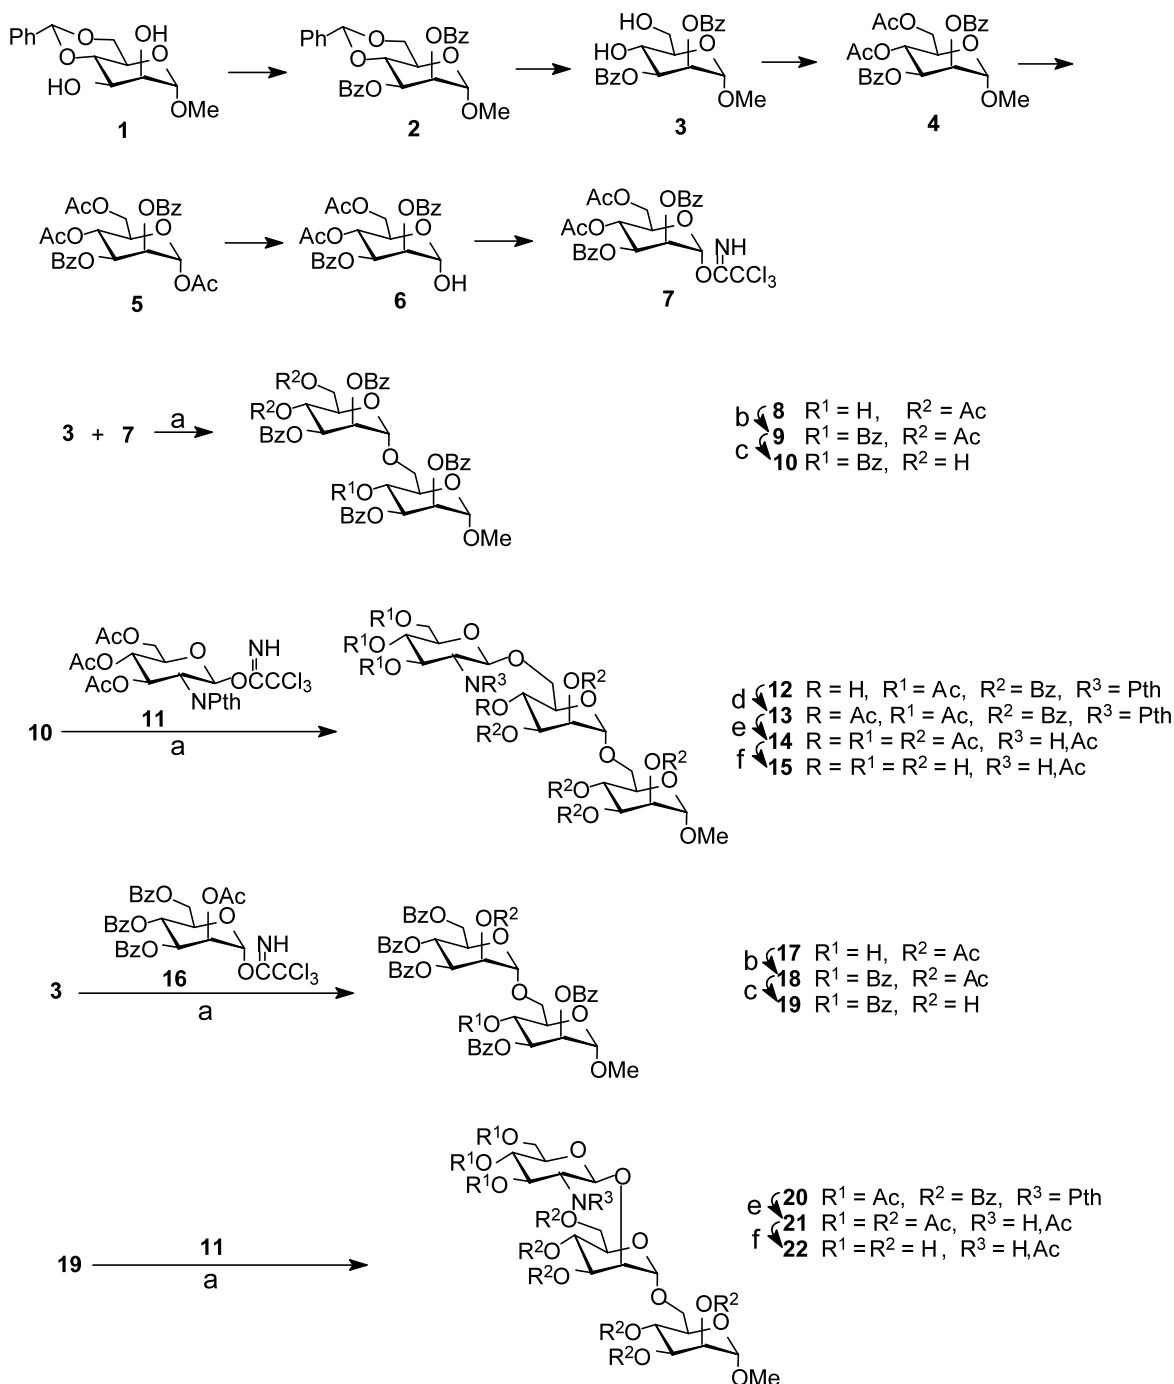 Ph O O OH O HO OMe
1
Ph O O OBz O BzO OMe
2
HO HO OBz O BzO OMe
3
AcO AcO OBz O BzO OMe
4
AcO AcO OBz O BzO OAc
5
AcO AcO OBz O BzO OH
6
AcO AcO OBz O BzO NH OCCCl3
7
3 + 7 a
R²O R²O OBz O BzO O
R¹O OBz O BzO OMe
b 8 R¹ = H, R² = Ac
9 R¹ = Bz, R² = Ac
c 10 R¹ = Bz, R² = H
AcO AcO AcO O NPth NH OCCCl3
11
10 a
R¹O R¹O R¹O O NR³ O
RO OR² O R²O O
R²O OR² O R²O OMe
12 R = H, R¹ = Ac, R² = Bz, R³ = Pth
d 13 R = Ac, R¹ = Ac, R² = Bz, R³ = Pth
e 14 R = R¹ = R² = Ac, R³ = H,Ac
f 15 R = R¹ = R² = H, R³ = H,Ac
BzO BzO BzO OAc O NH OCCCl3
16
3 a
BzO BzO BzO OR² O O
R¹O OBz O BzO OMe
17 R¹ = H, R² = Ac
b 18 R¹ = Bz, R² = Ac
c 19 R¹ = Bz, R² = H
19 11 a
R¹O R¹O R¹O O NR³ O
R²O R²O R²O O O
R²O OR² O R²O OMe
20 R¹ = Ac, R² = Bz, R³ = Pth
e 21 R¹ = R² = Ac, R³ = H,Ac
f 22 R¹ = R² = H , R³ = H,Ac